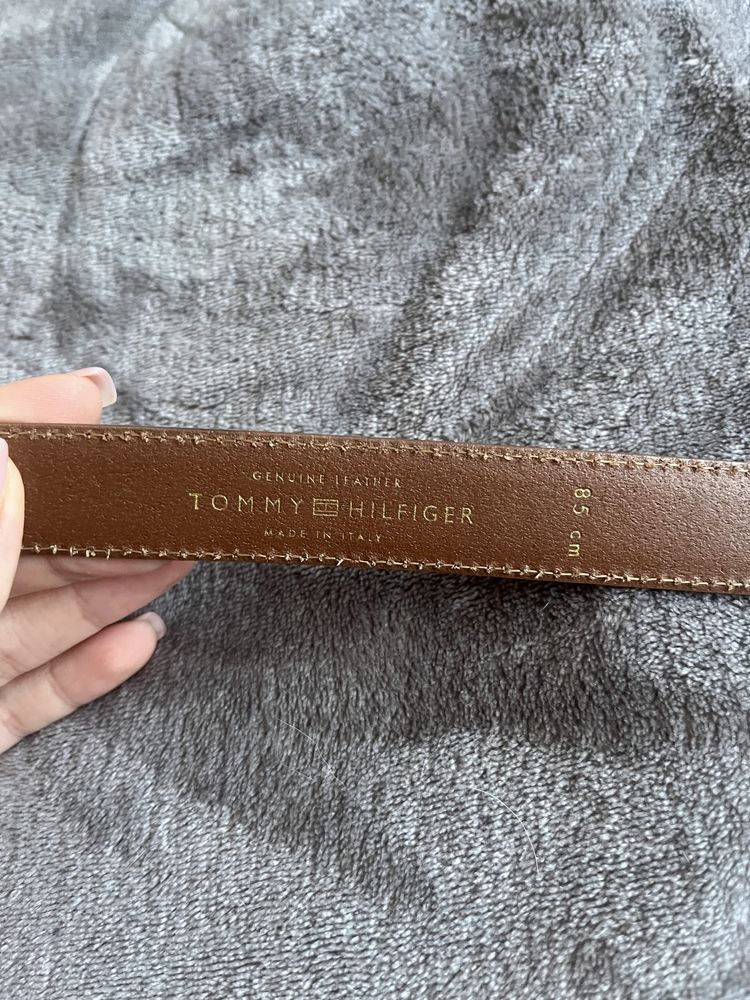 GENUINE LEATHER
TOMMY HILFIGER
MADE IN ITALY
85 cm